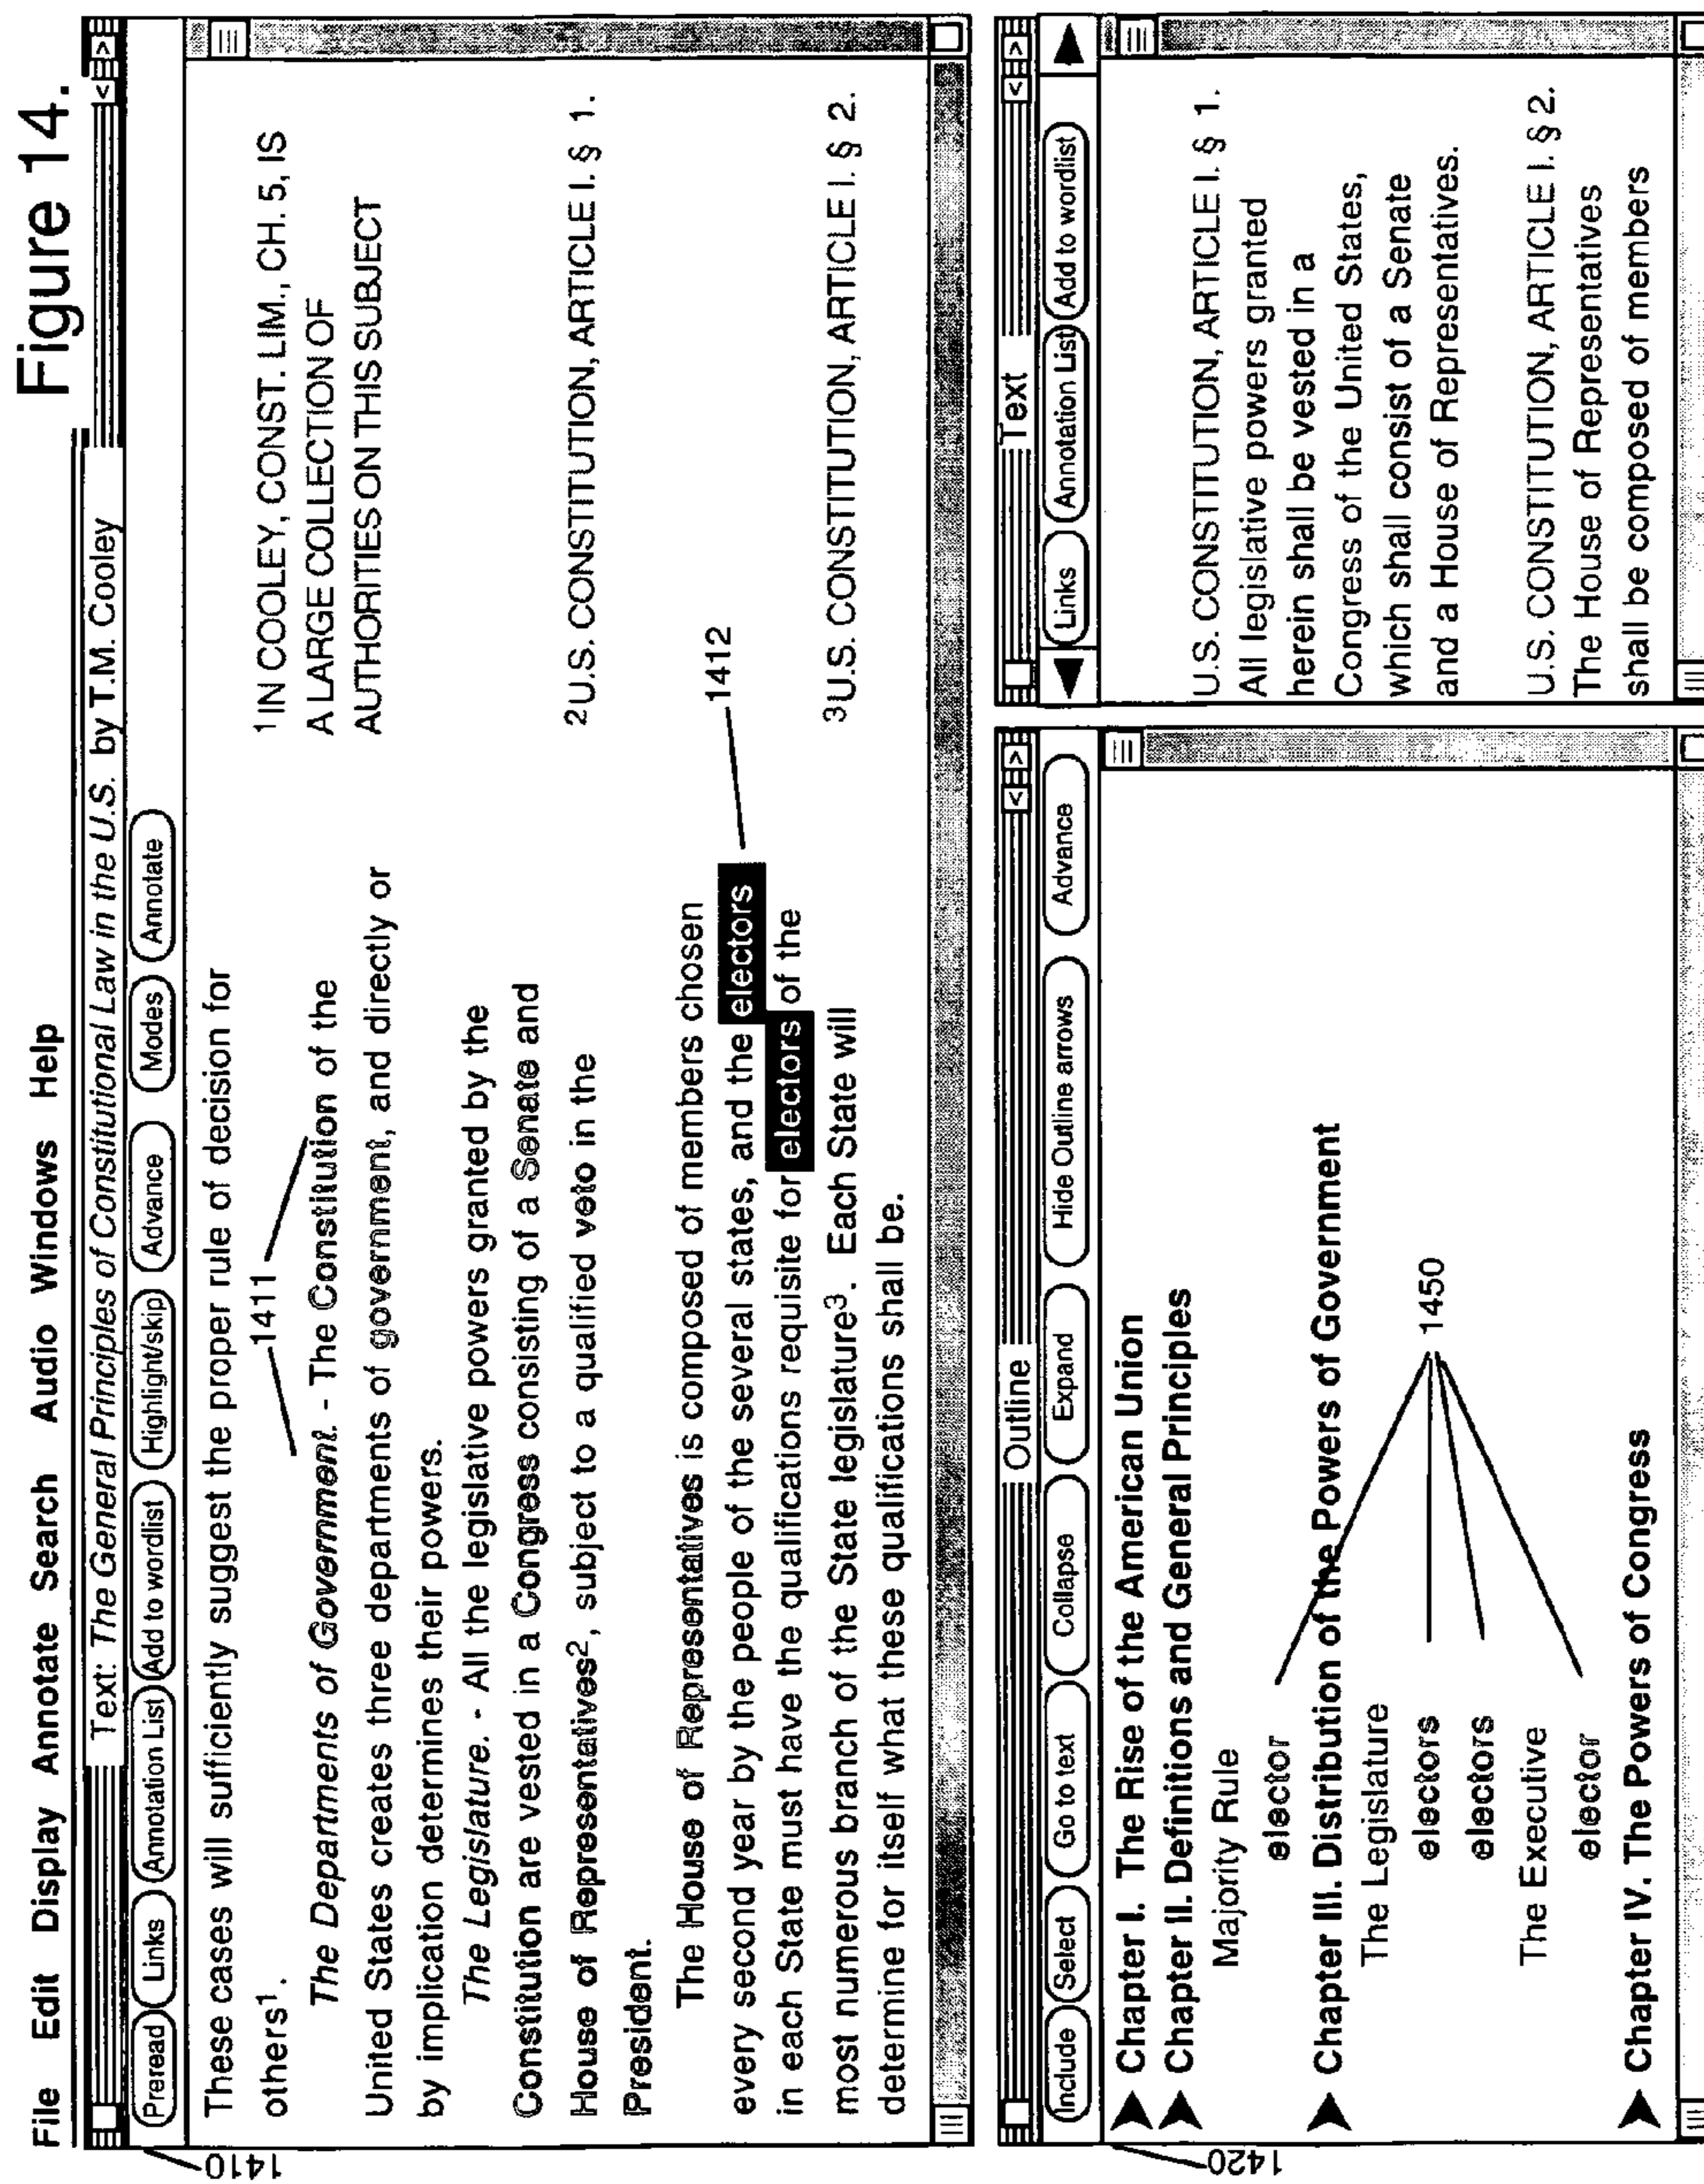 Figure 14.
File Edit Display Annotate Search Audio Windows Help
Text: The General Principles of Constitutional Law in the U.S. by T.M. Cooley
< >
Preread Links Annotation List Add to wordlist Highlight/skip Advance Modes Annotate
1410
These cases will sufficiently suggest the proper rule of decision for
others1.
1411
The Departments of Government. - The Constitution of the
United States creates three departments of government, and directly or
by implication determines their powers.
The Legislature. - All the legislative powers granted by the
Constitution are vested in a Congress consisting of a Senate and
House of Representatives2, subject to a qualified veto in the
President.
The House of Representatives is composed of members chosen
every second year by the people of the several states, and the electors
in each State must have the qualifications requisite for electors of the
most numerous branch of the State legislature3. Each State will
determine for itself what these qualifications shall be.
1IN COOLEY, CONST. LIM., CH. 5, IS
A LARGE COLLECTION OF
AUTHORITIES ON THIS SUBJECT
2U.S. CONSTITUTION, ARTICLE I. § 1.
1412
3U.S. CONSTITUTION, ARTICLE I. § 2.
Outline
< >
Include Select Go to text Collapse Expand Hide Outline arrows Advance
1420
Chapter I. The Rise of the American Union
Chapter II. Definitions and General Principles
Majority Rule
elector
Chapter III. Distribution of the Powers of Government
The Legislature
electors
1450
electors
The Executive
elector
Chapter IV. The Powers of Congress
Text
< >
Links Annotation List Add to wordlist
U.S. CONSTITUTION, ARTICLE I. § 1.
All legislative powers granted
herein shall be vested in a
Congress of the United States,
which shall consist of a Senate
and a House of Representatives.
U.S. CONSTITUTION, ARTICLE I. § 2.
The House of Representatives
shall be composed of members